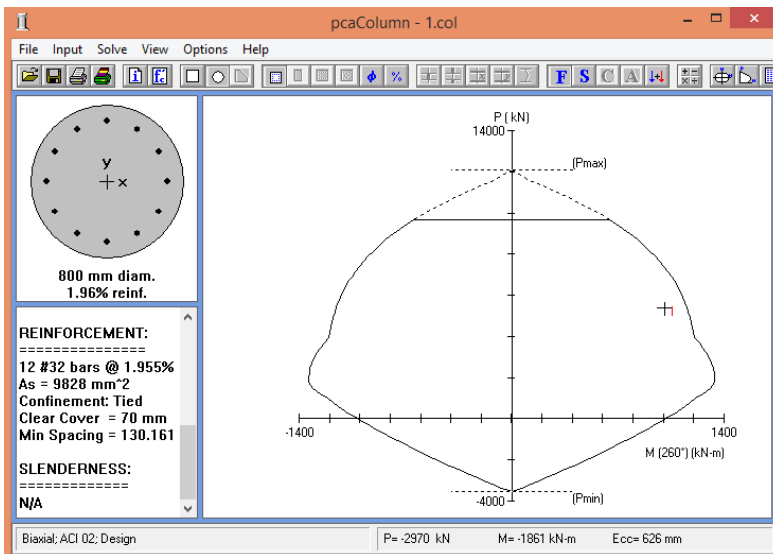 pcaColumn - 1.col
File Input Solve View Options Help
i f'c φ % F S C A
y
x
800 mm diam.
1.96% reinf.
REINFORCEMENT:
===============
12 #32 bars @ 1.955%
As = 9828 mm^2
Confinement: Tied
Clear Cover = 70 mm
Min Spacing = 130.161
SLENDERNESS:
=============
N/A
P ( kN)
14000
(Pmax)
1
-1400
1400
M (260°) (kN-m)
-4000
(Pmin)
Biaxial; ACI 02; Design
P= -2970 kN M= -1861 kN-m Ecc= 626 mm